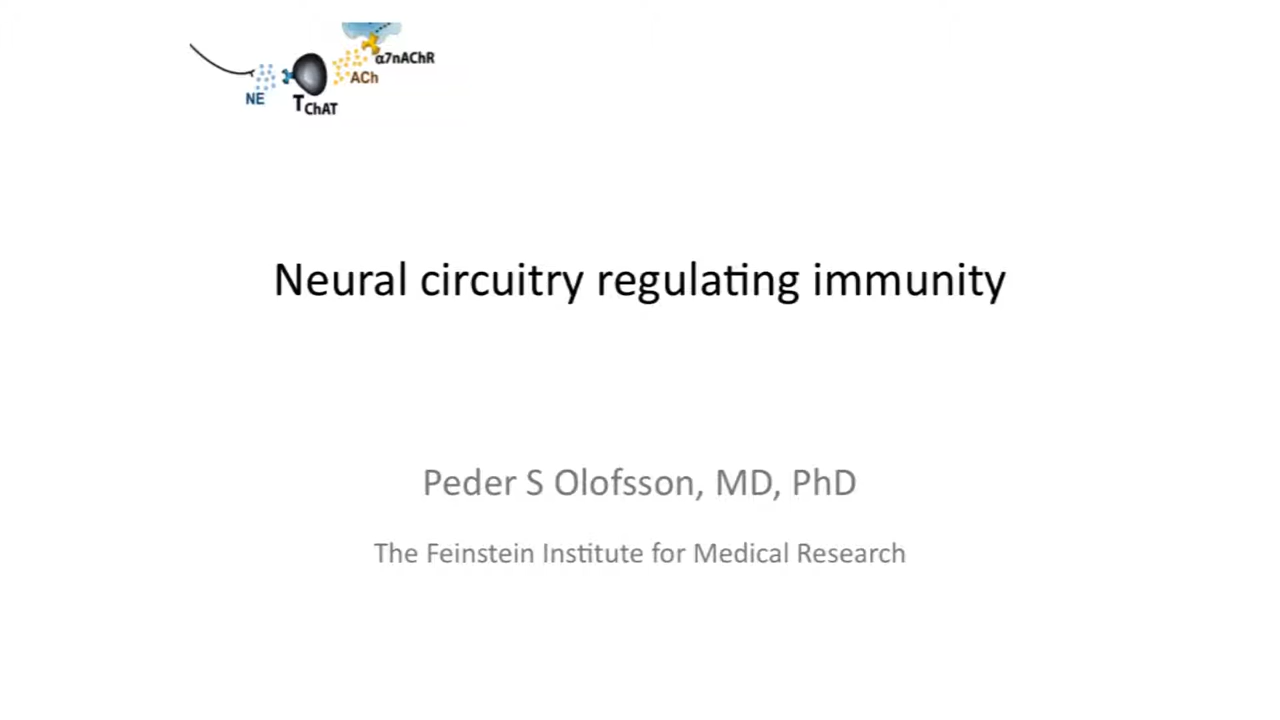 α7nAChR
ACh
NE
TChAT
Neural circuitry regulating immunity
Peder S Olofsson, MD, PhD
The Feinstein Institute for Medical Research